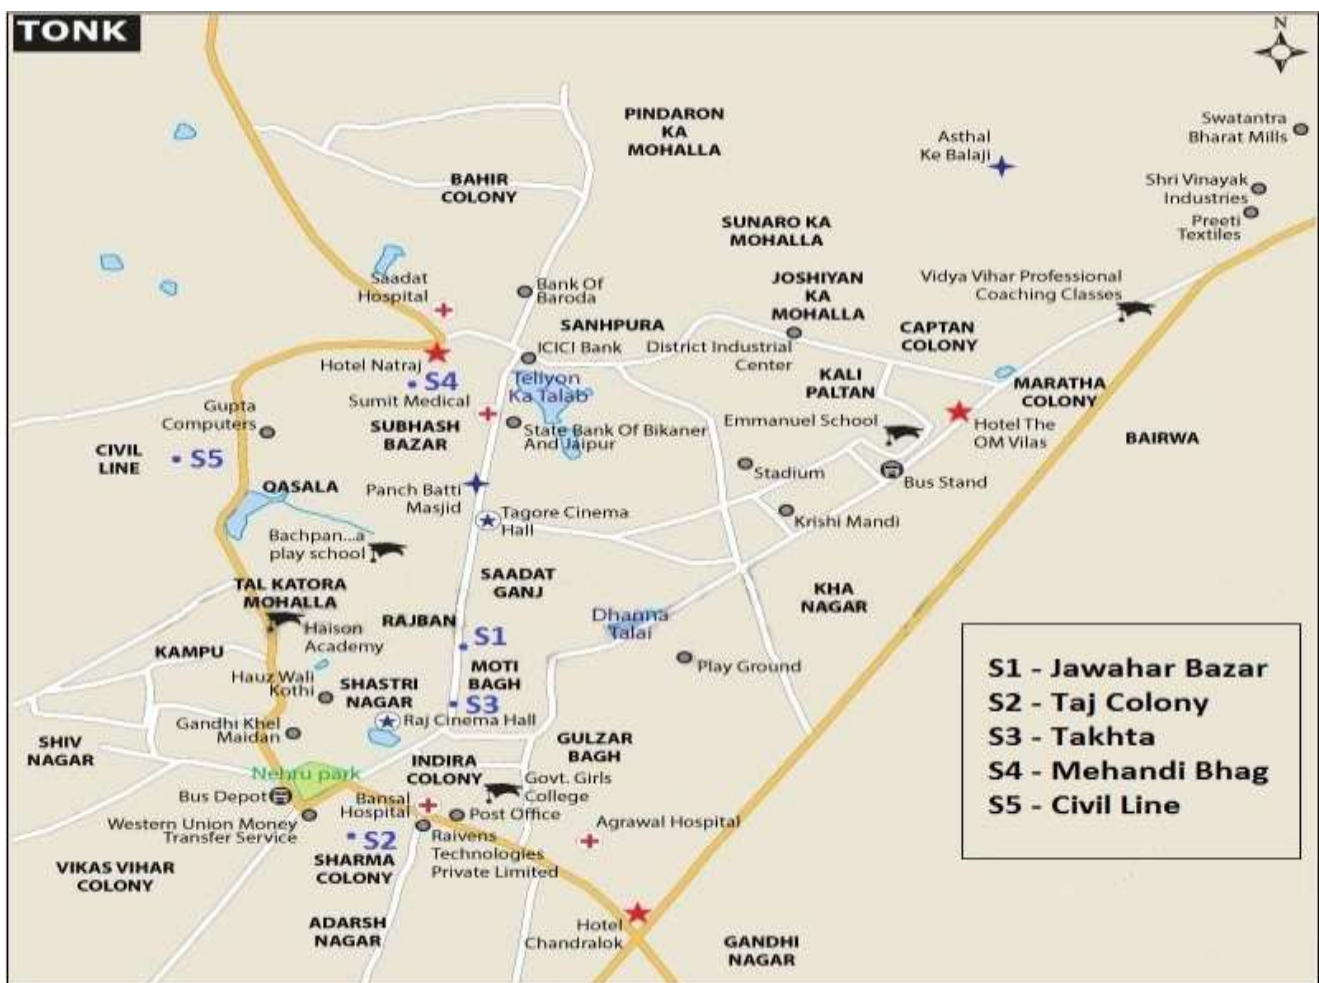 TONK
N
PINDARON
KA
MOHALLA
Asthal
Ke Balaji
Swatantra
Bharat Mills
BAHIR
COLONY
Shri Vinayak
Industries
Preeti
Textiles
SUNARO KA
MOHALLA
Saadat
Hospital
Bank Of
Baroda
JOSHIYAN
KA
MOHALLA
Vidya Vihar Professional
Coaching Classes
SANHPURA
CAPTAN
COLONY
Hotel Natraj
ICICI Bank
District Industrial
Center
S4
Sumit Medical
Teliyon
Ka Talab
KALI
PALTAN
MARATHA
COLONY
Gupta
Computers
SUBHASH
BAZAR
State Bank Of Bikaner
And Jaipur
Emmanuel School
Hotel The
OM Vilas
BAIRWA
CIVIL
LINE
S5
QASALA
Panch Batti
Masjid
Stadium
Bus Stand
Tagore Cinema
Hall
Krishi Mandi
Bachpan...a
play school
TAL KATORA
MOHALLA
SAADAT
GANJ
KHA
NAGAR
RAJBAN
Dhanna
Talai
Haison
Academy
S1
KAMPU
MOTI
BAGH
Play Ground
Hauz Wali
Kothi
SHASTRI
NAGAR
S3
Gandhi Khel
Maidan
Raj Cinema Hall
SHIV
NAGAR
GULZAR
BAGH
INDIRA
COLONY
Nehru park
Govt. Girls
College
Bus Depot
Bansal
Hospital
Post Office
Agrawal Hospital
Western Union Money
Transfer Service
S2
Raivens
Technologies
Private Limited
SHARMA
COLONY
VIKAS VIHAR
COLONY
ADARSH
NAGAR
Hotel
Chandralok
GANDHI
NAGAR
S1 - Jawahar Bazar
S2 - Taj Colony
S3 - Takhta
S4 - Mehandi Bhag
S5 - Civil Line